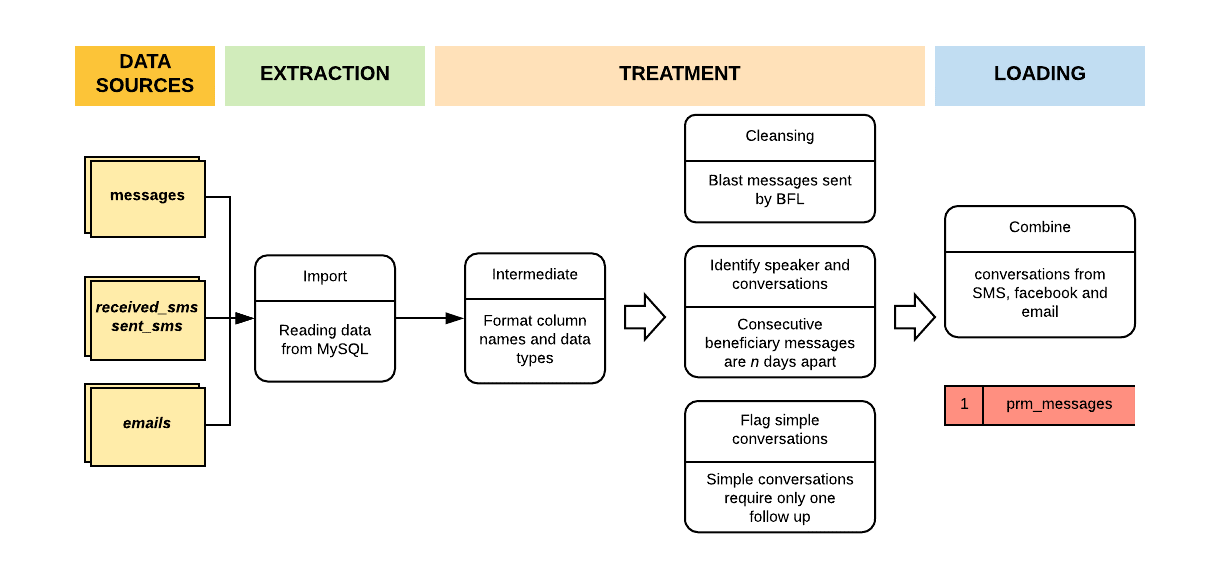 DATA
SOURCES
EXTRACTION
TREATMENT
LOADING
messages
received_sms
sent_sms
emails
Import
Reading data
from MySQL
Intermediate
Format column
names and data
types
Cleansing
Blast messages sent
by BFL
Identify speaker and
conversations
Consecutive
beneficiary messages
are n days apart
Flag simple
conversations
Simple conversations
require only one
follow up
Combine
conversations from
SMS, facebook and
email
1 prm_messages